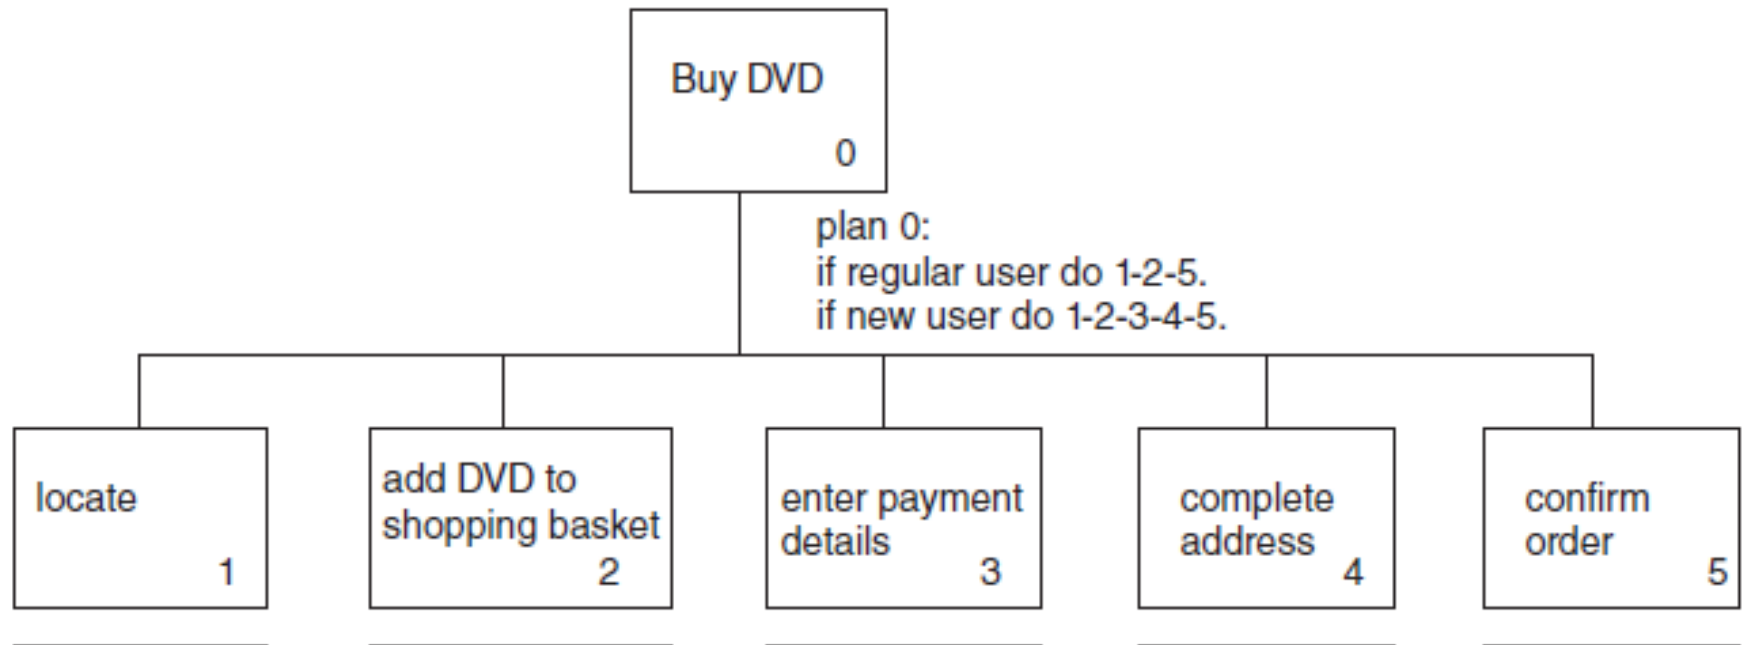 Buy DVD
0
plan 0:
if regular user do 1-2-5.
if new user do 1-2-3-4-5.
locate
1
add DVD to
shopping basket
2
enter payment
details
3
complete
address
4
confirm
order
5